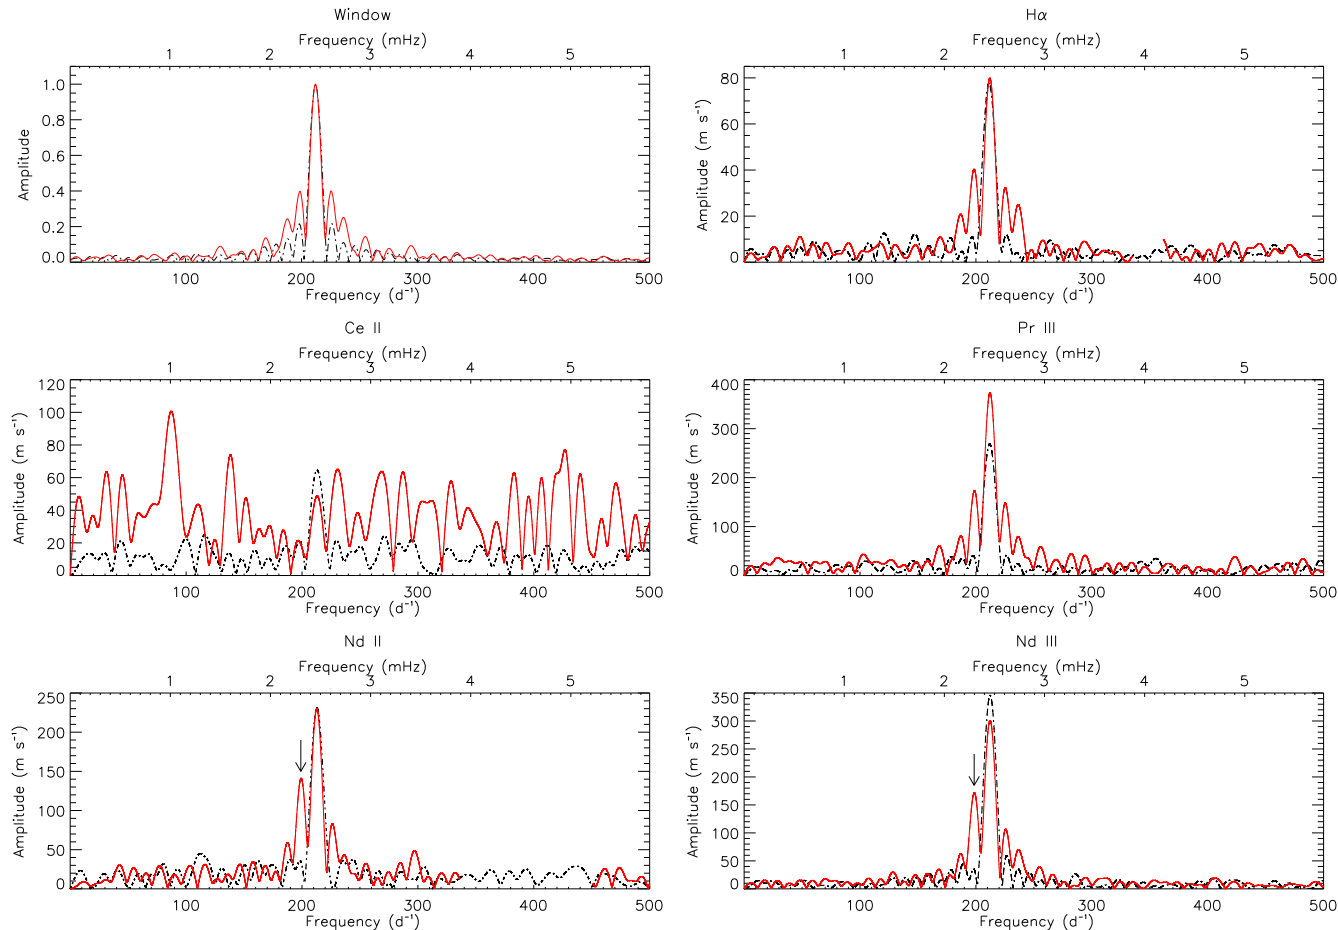 Window
Frequency (mHz)
1 2 3 4 5
Amplitude
1.0
0.8
0.6
0.4
0.2
0.0
100 200 300 400 500
Frequency (d⁻¹)
Hα
Frequency (mHz)
1 2 3 4 5
Amplitude (m s⁻¹)
80
60
40
20
0
100 200 300 400 500
Frequency (d⁻¹)
Ce II
Frequency (mHz)
1 2 3 4 5
Amplitude (m s⁻¹)
120
100
80
60
40
20
0
100 200 300 400 500
Frequency (d⁻¹)
Pr III
Frequency (mHz)
1 2 3 4 5
Amplitude (m s⁻¹)
400
300
200
100
0
100 200 300 400 500
Frequency (d⁻¹)
Nd II
Frequency (mHz)
1 2 3 4 5
Amplitude (m s⁻¹)
250
200
150
100
50
0
100 200 300 400 500
Frequency (d⁻¹)
Nd III
Frequency (mHz)
1 2 3 4 5
Amplitude (m s⁻¹)
350
300
250
200
150
100
50
0
100 200 300 400 500
Frequency (d⁻¹)